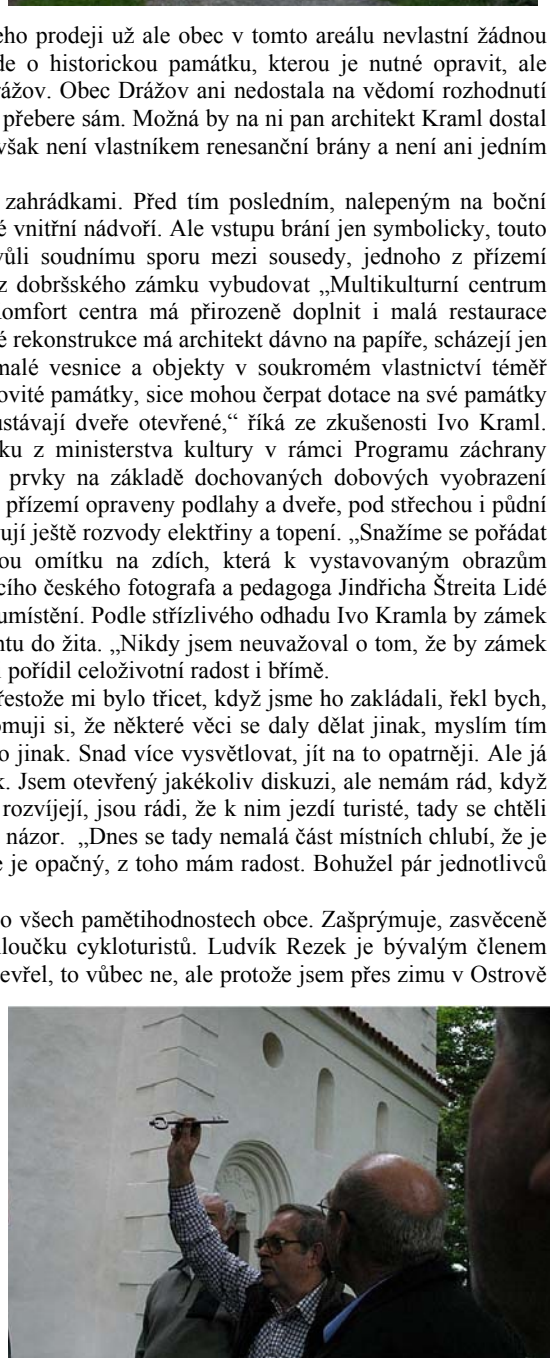 eho prodeji už ale obec v tomto areálu nevlastní žádnou
de o historickou památku, kterou je nutné opravit, ale
rážov. Obec Drážov ani nedostala na vědomí rozhodnutí
přebere sám. Možná by na ni pan architekt Kraml dostal
však není vlastníkem renesanční brány a není ani jedním
zahrádkami. Před tím posledním, nalepeným na boční
é vnitřní nádvoří. Ale vstupu brání jen symbolicky, touto
vůli soudnímu sporu mezi sousedy, jednoho z přízemí
z dobršského zámku vybudovat „Multikulturní centrum
omfort centra má přirozeně doplnit i malá restaurace
é rekonstrukce má architekt dávno na papíře, scházejí jen
malé vesnice a objekty v soukromém vlastnictví téměř
ovité památky, sice mohou čerpat dotace na své památky
ůstávají dveře otevřené,“ říká ze zkušenosti Ivo Kraml.
ku z ministerstva kultury v rámci Programu záchrany
prvky na základě dochovaných dobových vyobrazení
přízemí opraveny podlahy a dveře, pod střechou i půdní
ují ještě rozvody elektřiny a topení. „Snažíme se pořádat
ou omítku na zdích, která k vystavovaným obrazům
cího českého fotografa a pedagoga Jindřicha Štreita Lidé
umístění. Podle střízlivého odhadu Ivo Kramla by zámek
ntu do žita. „Nikdy jsem neuvažoval o tom, že by zámek
pořídil celoživotní radost i břímě.
řestože mi bylo třicet, když jsme ho zakládali, řekl bych,
omuji si, že některé věci se daly dělat jinak, myslím tím
o jinak. Snad více vysvětlovat, jít na to opatrněji. Ale já
k. Jsem otevřený jakékoliv diskuzi, ale nemám rád, když
rozvíjejí, jsou rádi, že k nim jezdí turisté, tady se chtěli
názor. „Dnes se tady nemalá část místních chlubí, že je
e je opačný, z toho mám radost. Bohužel pár jednotlivců
o všech pamětihodnostech obce. Zašprýmuje, zasvěceně
loučku cykloturistů. Ludvík Rezek je bývalým členem
evřel, to vůbec ne, ale protože jsem přes zimu v Ostrově